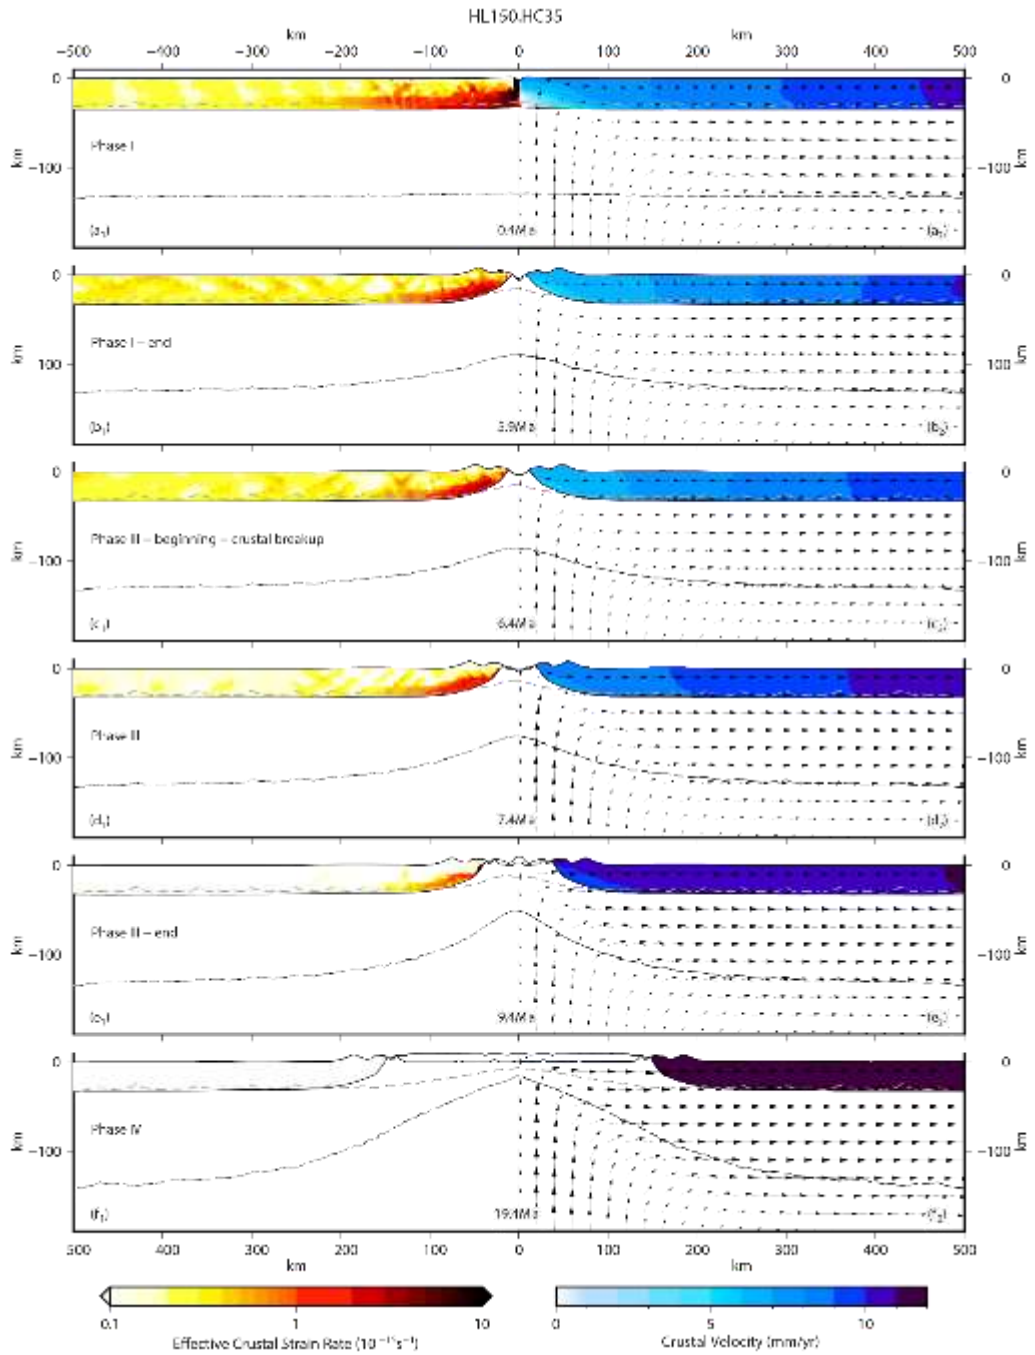 HL150.HC35
km km
−500 −400 −300 −200 −100 0 100 200 300 400 500
0 0
km −100 −100 km
Phase I
(a₁) 0.4Ma (a₂)
0 0
km 100 −100 km
Phase I – end
(b₁) 3.9Ma (b₂)
0 0
km −100 −100 km
Phase III – beginning – crustal breakup
(c₁) 6.4Ma (c₂)
0 0
km −100 −100 km
Phase III
(d₁) 7.4Ma (d₂)
0 0
km −100 −100 km
Phase III – end
(e₁) 9.4Ma (e₂)
0 0
km −100 −100 km
Phase IV
(f₁) 19.4Ma (f₂)
500 400 300 200 100 0 100 200 300 400 500
km km
0.1 1 10 0 5 10
Effective Crustal Strain Rate Crustal Velocity (mm/yr)